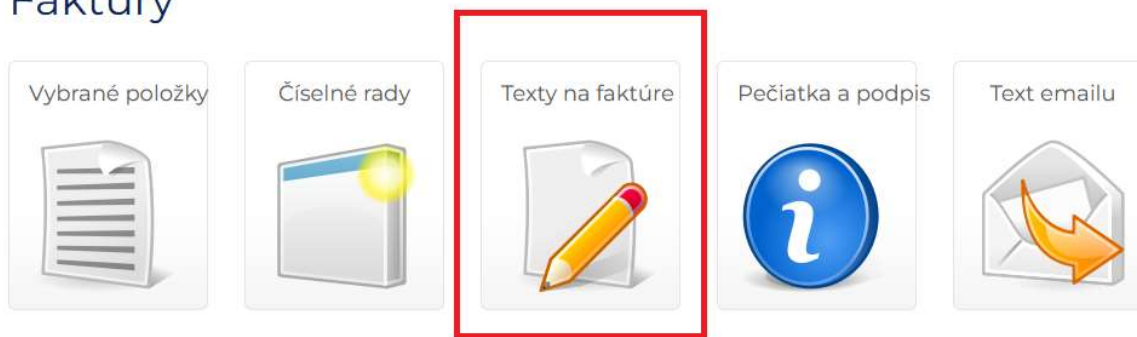 Faktúry
Vybrané položky
Číselné rady
Texty na faktúre
Pečiatka a podpis
Text emailu